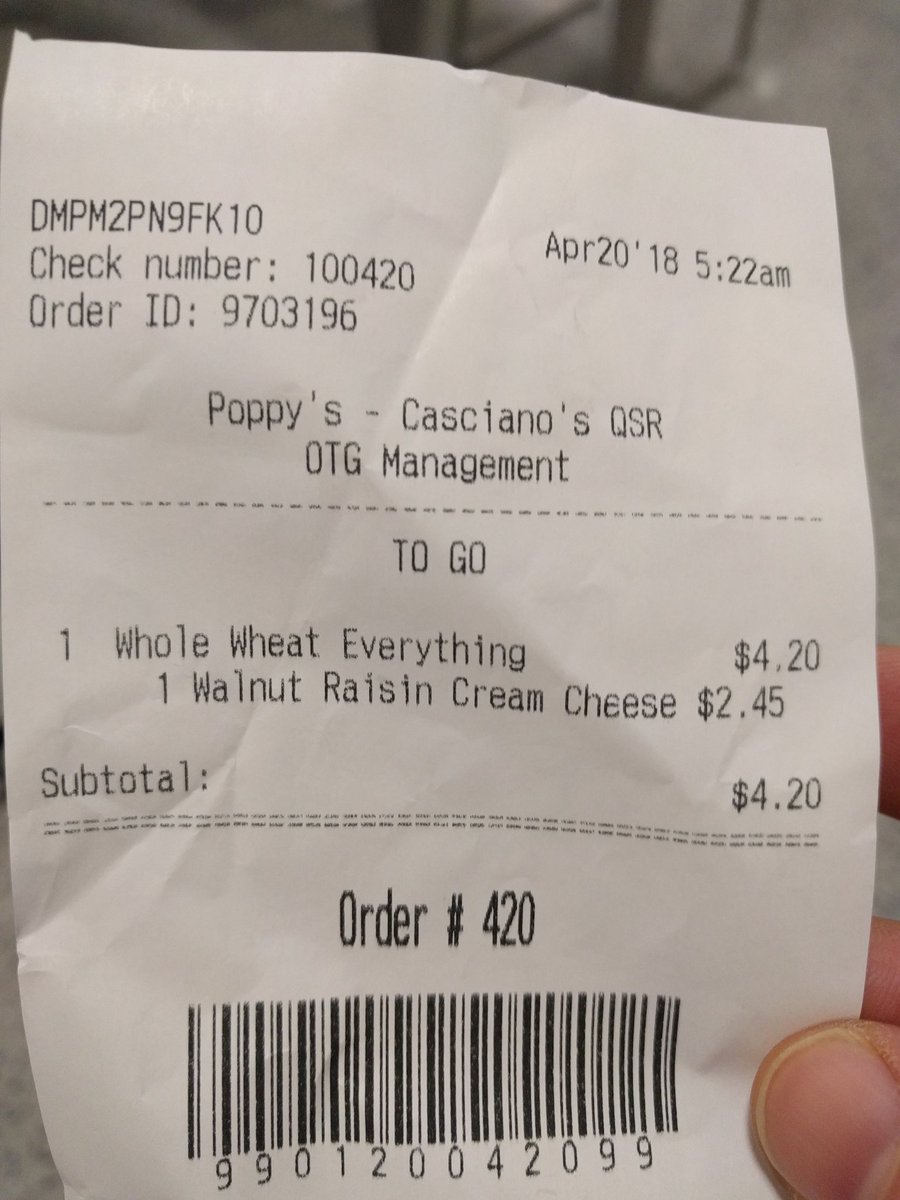 DMPM2PN9FK10
Check number: 100420
Apr20'18 5:22am
Order ID: 9703196
Poppy's - Casciano's QSR
OTG Management
TO GO
1 Whole Wheat Everything $4.20
1 Walnut Raisin Cream Cheese $2.45
Subtotal: $4.20
Order # 420
990120042099